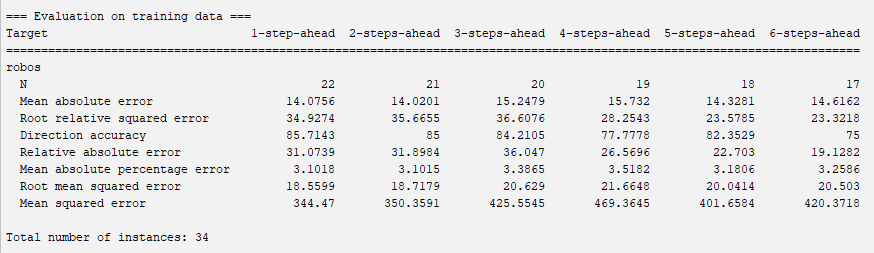 === Evaluation on training data ===
Target 1-step-ahead 2-steps-ahead 3-steps-ahead 4-steps-ahead 5-steps-ahead 6-steps-ahead
==========================================================================================================================
robos
N 22 21 20 19 18 17
Mean absolute error 14.0756 14.0201 15.2479 15.732 14.3281 14.6162
Root relative squared error 34.9274 35.6655 36.6076 28.2543 23.5785 23.3218
Direction accuracy 85.7143 85 84.2105 77.7778 82.3529 75
Relative absolute error 31.0739 31.8984 36.047 26.5696 22.703 19.1282
Mean absolute percentage error 3.1018 3.1015 3.3865 3.5182 3.1806 3.2586
Root mean squared error 18.5599 18.7179 20.629 21.6648 20.0414 20.503
Mean squared error 344.47 350.3591 425.5545 469.3645 401.6584 420.3718
Total number of instances: 34